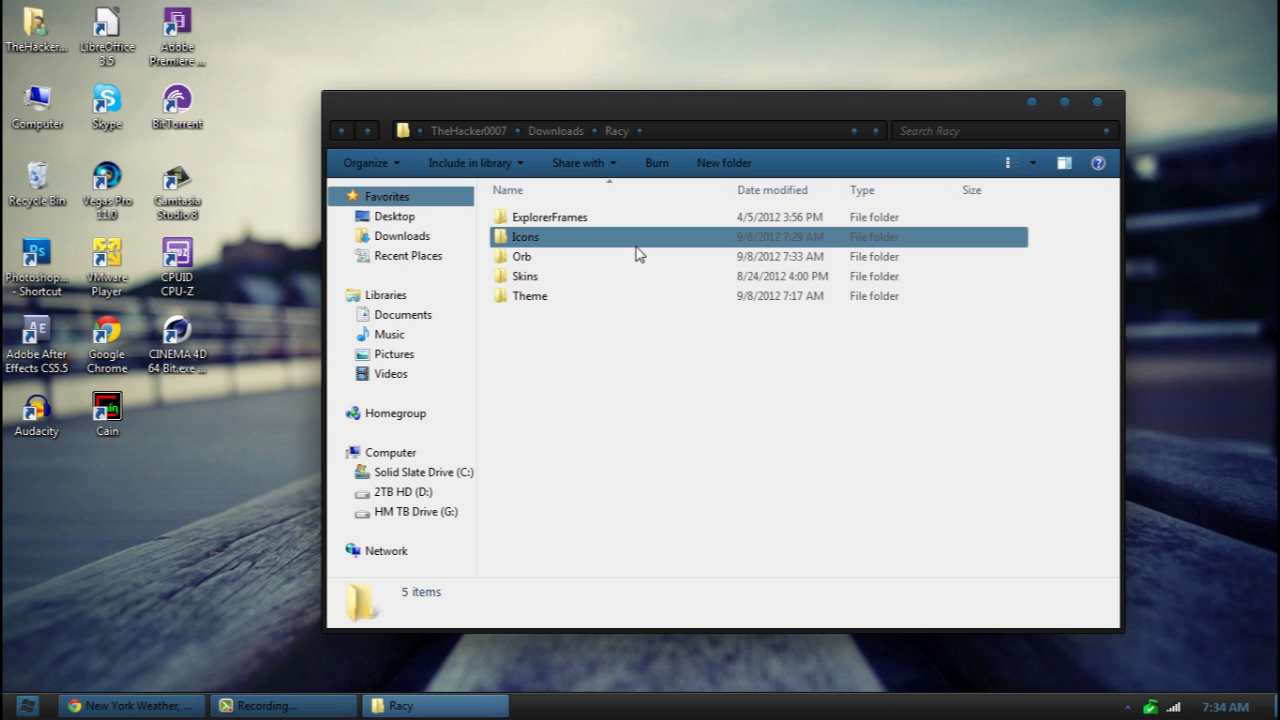 TheHacker...
LibreOffice
3.5
Adobe
Premiere ...
Computer
Skype
BitTorrent
Recycle Bin
Vegas Pro
11.0
Camtasia
Studio 8
Photoshop...
- Shortcut
VMware
Player
CPUID
CPU-Z
Adobe After
Effects CS5.5
Google
Chrome
CINEMA 4D
64 Bit.exe ...
Audacity
Cain
TheHacker0007
Downloads
Racy
Search Racy
Organize
Include in library
Share with
Burn
New folder
Favorites
Desktop
Downloads
Recent Places
Libraries
Documents
Music
Pictures
Videos
Homegroup
Computer
Solid Slate Drive (C:)
2TB HD (D:)
HM TB Drive (G:)
Network
Name Date modified Type Size
ExplorerFrames 4/5/2012 3:56 PM File folder
Icons 9/8/2012 7:29 AM File folder
Orb 9/8/2012 7:33 AM File folder
Skins 8/24/2012 4:00 PM File folder
Theme 9/8/2012 7:17 AM File folder
5 items
New York Weather, ...
Recording...
Racy
7:34 AM